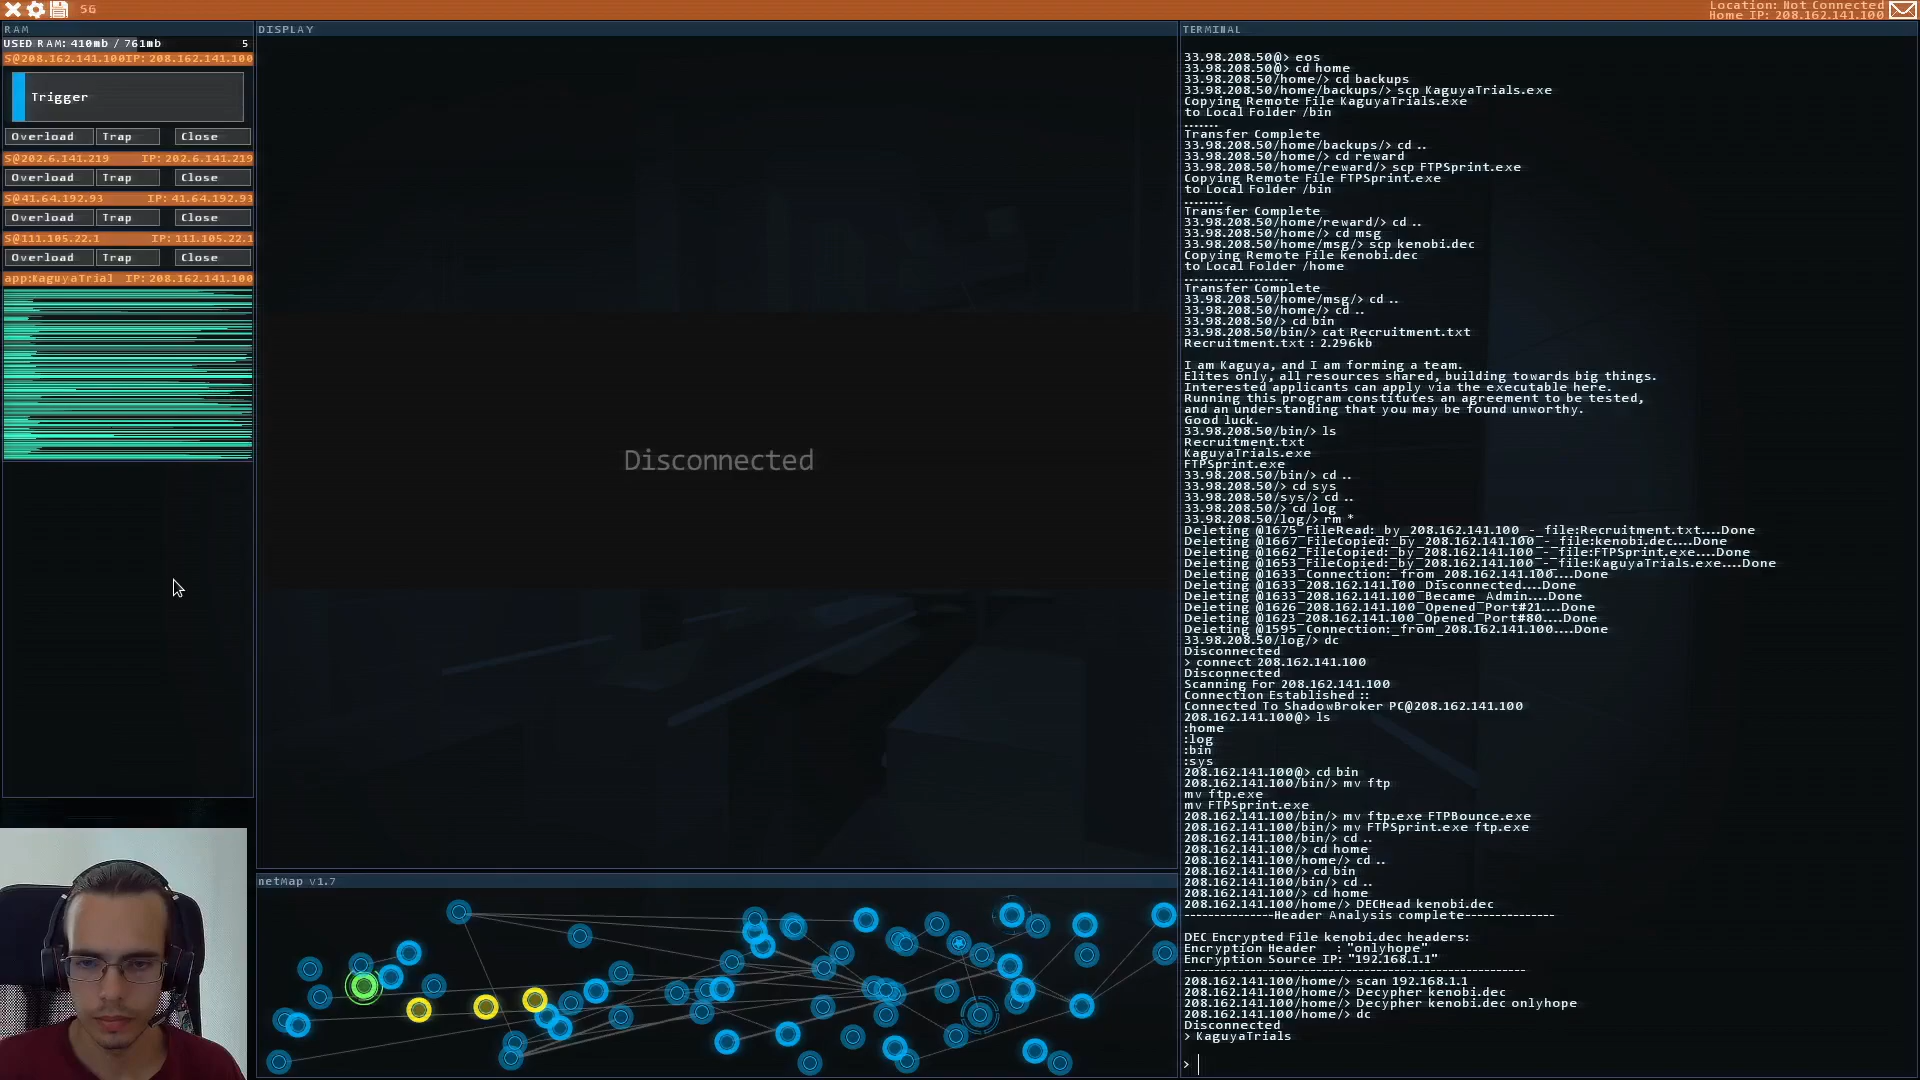 SG
Location: Not Connected
Home IP: 208.162.141.100
RAM
USED RAM: 410mb / 761mb 5
S@208.162.141.100IP: 208.162.141.100
Trigger
Overload Trap Close
S@202.6.141.219 IP: 202.6.141.219
Overload Trap Close
S@41.64.192.93 IP: 41.64.192.93
Overload Trap Close
S@111.105.22.1 IP: 111.105.22.1
Overload Trap Close
app:KaguyaTrial IP: 208.162.141.100
DISPLAY
Disconnected
netMap v1.7
TERMINAL
33.98.208.50@> eos
33.98.208.50@> cd home
33.98.208.50/home/> cd backups
33.98.208.50/home/backups/> scp KaguyaTrials.exe
Copying Remote File KaguyaTrials.exe
to Local Folder /bin
.......
Transfer Complete
33.98.208.50/home/backups/> cd ..
33.98.208.50/home/> cd reward
33.98.208.50/home/reward/> scp FTPSprint.exe
Copying Remote File FTPSprint.exe
to Local Folder /bin
........
Transfer Complete
33.98.208.50/home/reward/> cd ..
33.98.208.50/home/> cd msg
33.98.208.50/home/msg/> scp kenobi.dec
Copying Remote File kenobi.dec
to Local Folder /home
.....................
Transfer Complete
33.98.208.50/home/msg/> cd ..
33.98.208.50/home/> cd ..
33.98.208.50/> cd bin
33.98.208.50/bin/> cat Recruitment.txt
Recruitment.txt : 2.296kb
I am Kaguya, and I am forming a team.
Elites only, all resources shared, building towards big things.
Interested applicants can apply via the executable here.
Running this program constitutes an agreement to be tested,
and an understanding that you may be found unworthy.
Good luck.
33.98.208.50/bin/> ls
Recruitment.txt
KaguyaTrials.exe
FTPSprint.exe
33.98.208.50/bin/> cd ..
33.98.208.50/> cd sys
33.98.208.50/sys/> cd ..
33.98.208.50/> cd log
33.98.208.50/log/> rm *
Deleting @1675_FileRead:_by_208.162.141.100_-_file:Recruitment.txt....Done
Deleting @1667_FileCopied:_by_208.162.141.100_-_file:kenobi.dec....Done
Deleting @1662_FileCopied:_by_208.162.141.100_-_file:FTPSprint.exe....Done
Deleting @1653_FileCopied:_by_208.162.141.100_-_file:KaguyaTrials.exe....Done
Deleting @1633_Connection:_from_208.162.141.100....Done
Deleting @1633_208.162.141.100_Disconnected....Done
Deleting @1633_208.162.141.100_Became_Admin....Done
Deleting @1626_208.162.141.100_Opened_Port#21....Done
Deleting @1623_208.162.141.100_Opened_Port#80....Done
Deleting @1595_Connection:_from_208.162.141.100....Done
33.98.208.50/log/> dc
Disconnected
> connect 208.162.141.100
Disconnected
Scanning For 208.162.141.100
Connection Established ::
Connected To ShadowBroker PC@208.162.141.100
208.162.141.100@> ls
:home
:log
:bin
:sys
208.162.141.100@> cd bin
208.162.141.100/bin/> mv ftp
mv ftp.exe
mv FTPSprint.exe
208.162.141.100/bin/> mv ftp.exe FTPBounce.exe
208.162.141.100/bin/> mv FTPSprint.exe ftp.exe
208.162.141.100/bin/> cd ..
208.162.141.100/> cd home
208.162.141.100/home/> cd ..
208.162.141.100/> cd bin
208.162.141.100/bin/> cd ..
208.162.141.100/> cd home
208.162.141.100/home/> DECHead kenobi.dec
---------------Header Analysis complete---------------
DEC Encrypted File kenobi.dec headers:
Encryption Header : "onlyhope"
Encryption Source IP: "192.168.1.1"
---------------------------------------------------------
208.162.141.100/home/> scan 192.168.1.1
208.162.141.100/home/> Decypher kenobi.dec
208.162.141.100/home/> Decypher kenobi.dec onlyhope
208.162.141.100/home/> dc
Disconnected
> KaguyaTrials
>